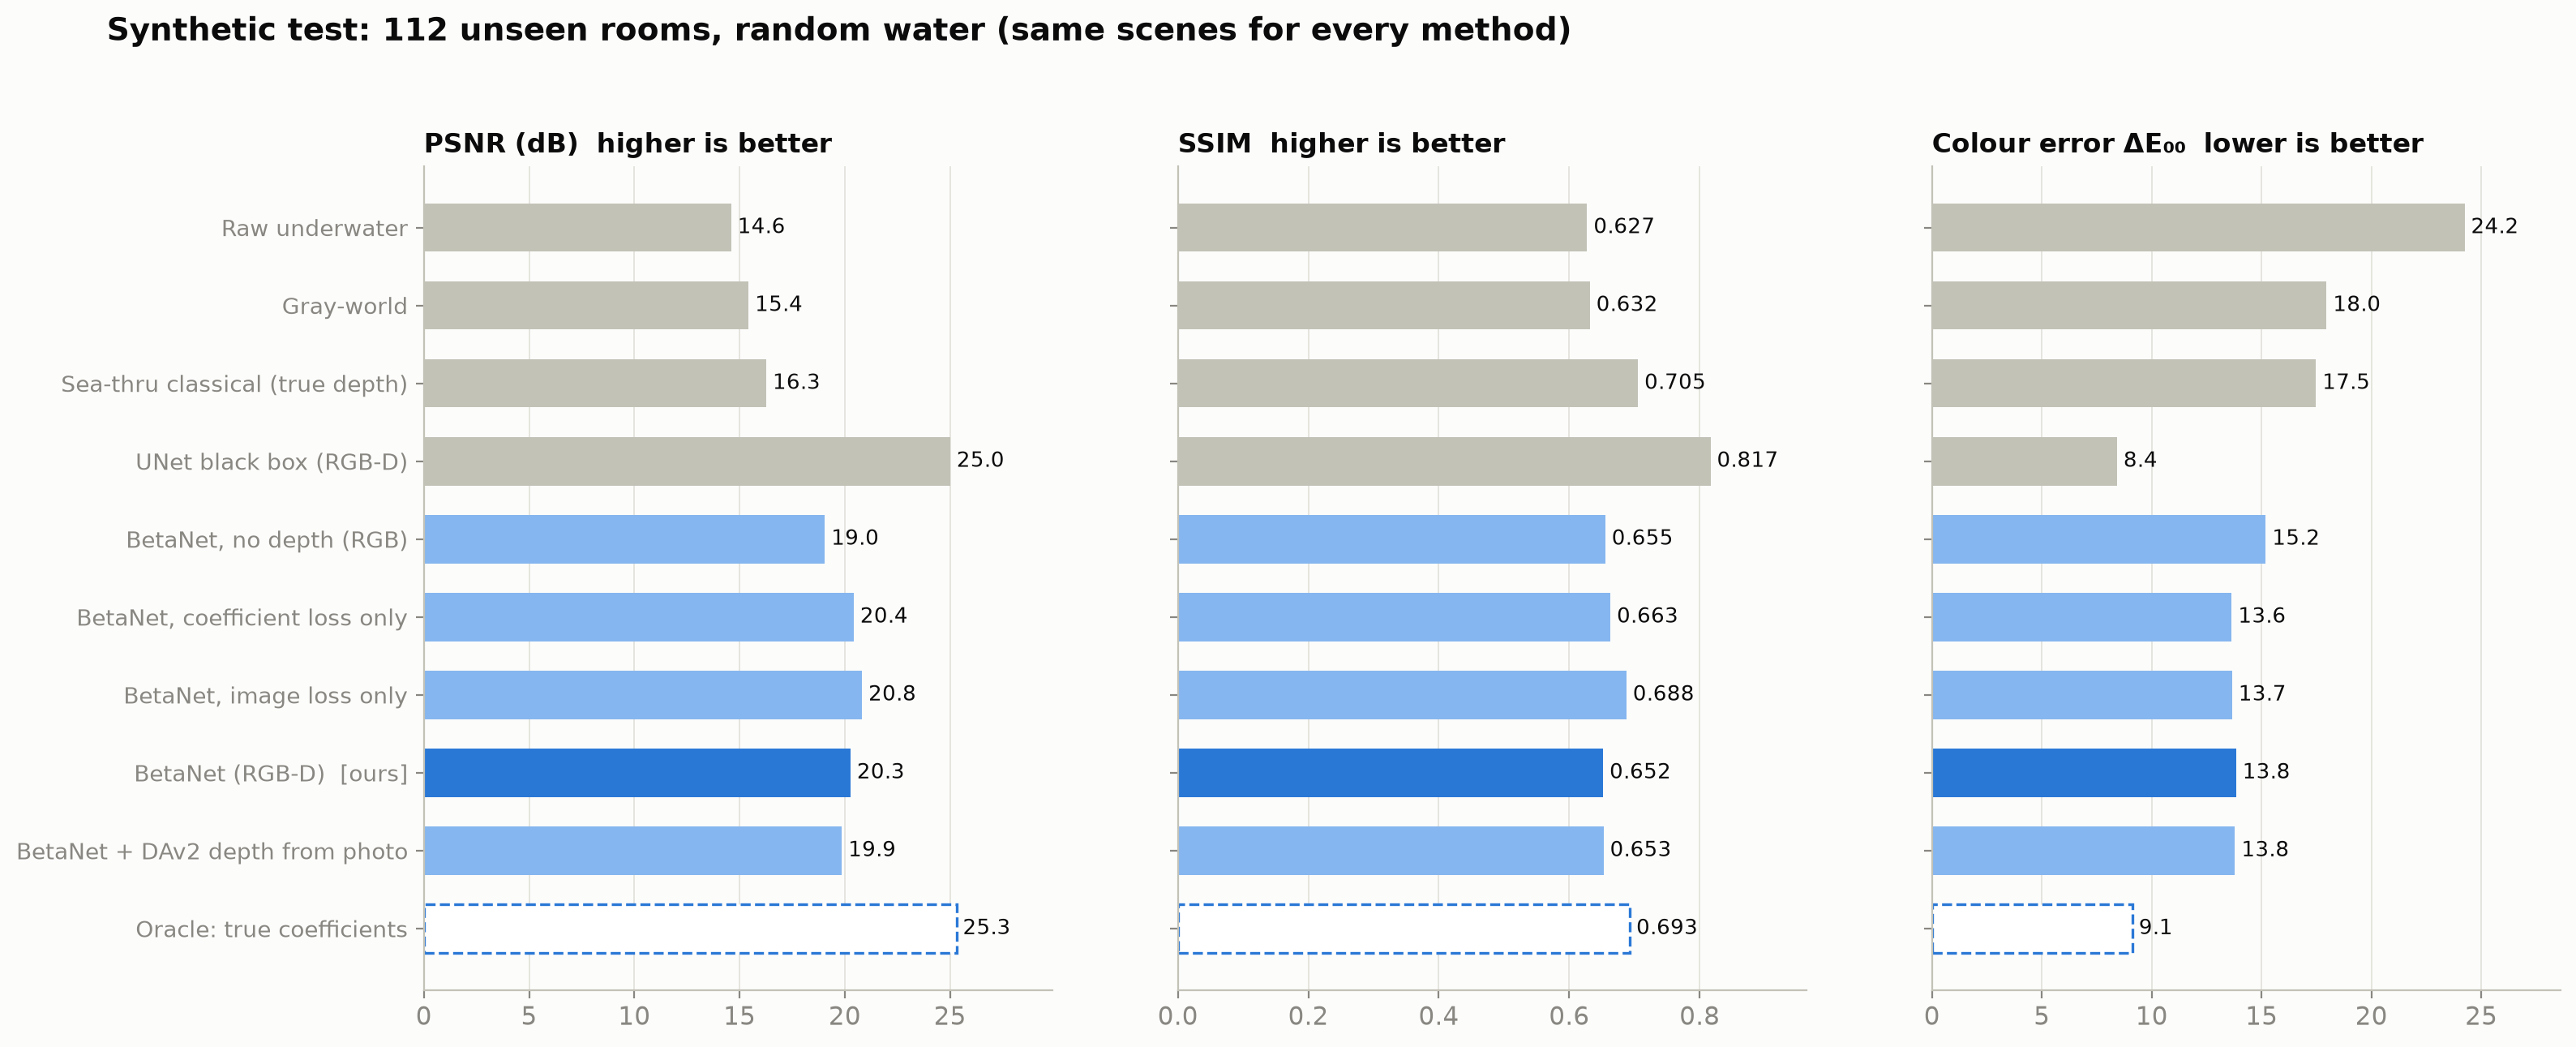 Synthetic test: 112 unseen rooms, random water (same scenes for every method)
PSNR (dB)  higher is better
SSIM  higher is better
Colour error ΔE₀₀  lower is better
Raw underwater 14.6 0.627 24.2
Gray-world 15.4 0.632 18.0
Sea-thru classical (true depth) 16.3 0.705 17.5
UNet black box (RGB-D) 25.0 0.817 8.4
BetaNet, no depth (RGB) 19.0 0.655 15.2
BetaNet, coefficient loss only 20.4 0.663 13.6
BetaNet, image loss only 20.8 0.688 13.7
BetaNet (RGB-D)  [ours] 20.3 0.652 13.8
BetaNet + DAv2 depth from photo 19.9 0.653 13.8
Oracle: true coefficients 25.3 0.693 9.1
0 5 10 15 20 25
0.0 0.2 0.4 0.6 0.8
0 5 10 15 20 25